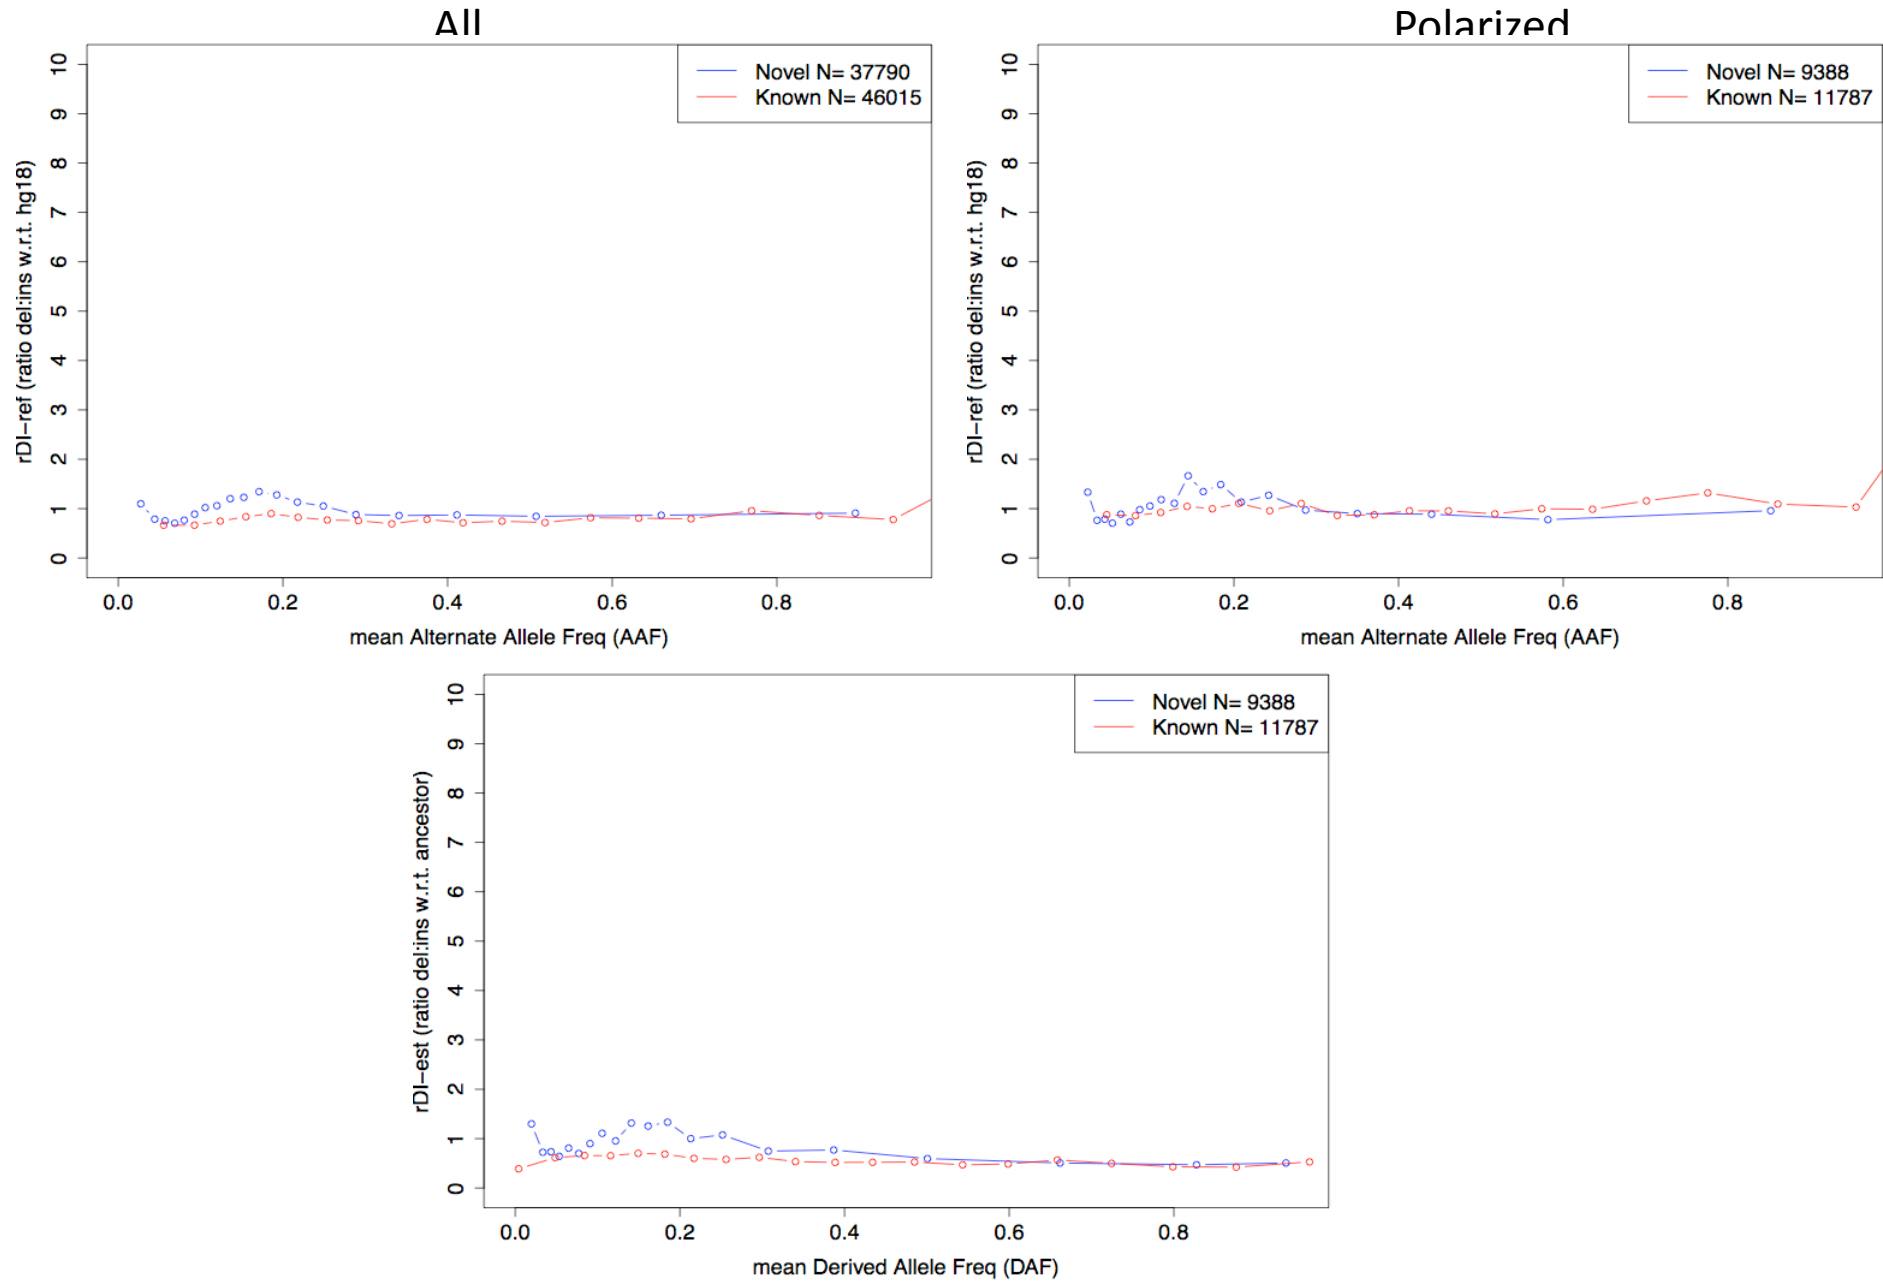 All
Polarized
Novel N= 37790
Known N= 46015
rDI−ref (ratio del:ins w.r.t. hg18)
10
9
8
7
6
5
4
3
2
1
0
0.0 0.2 0.4 0.6 0.8
mean Alternate Allele Freq (AAF)
Novel N= 9388
Known N= 11787
rDI−ref (ratio del:ins w.r.t. hg18)
10
9
8
7
6
5
4
3
2
1
0
0.0 0.2 0.4 0.6 0.8
mean Alternate Allele Freq (AAF)
Novel N= 9388
Known N= 11787
rDI−est (ratio del:ins w.r.t. ancestor)
10
9
8
7
6
5
4
3
2
1
0
0.0 0.2 0.4 0.6 0.8
mean Derived Allele Freq (DAF)